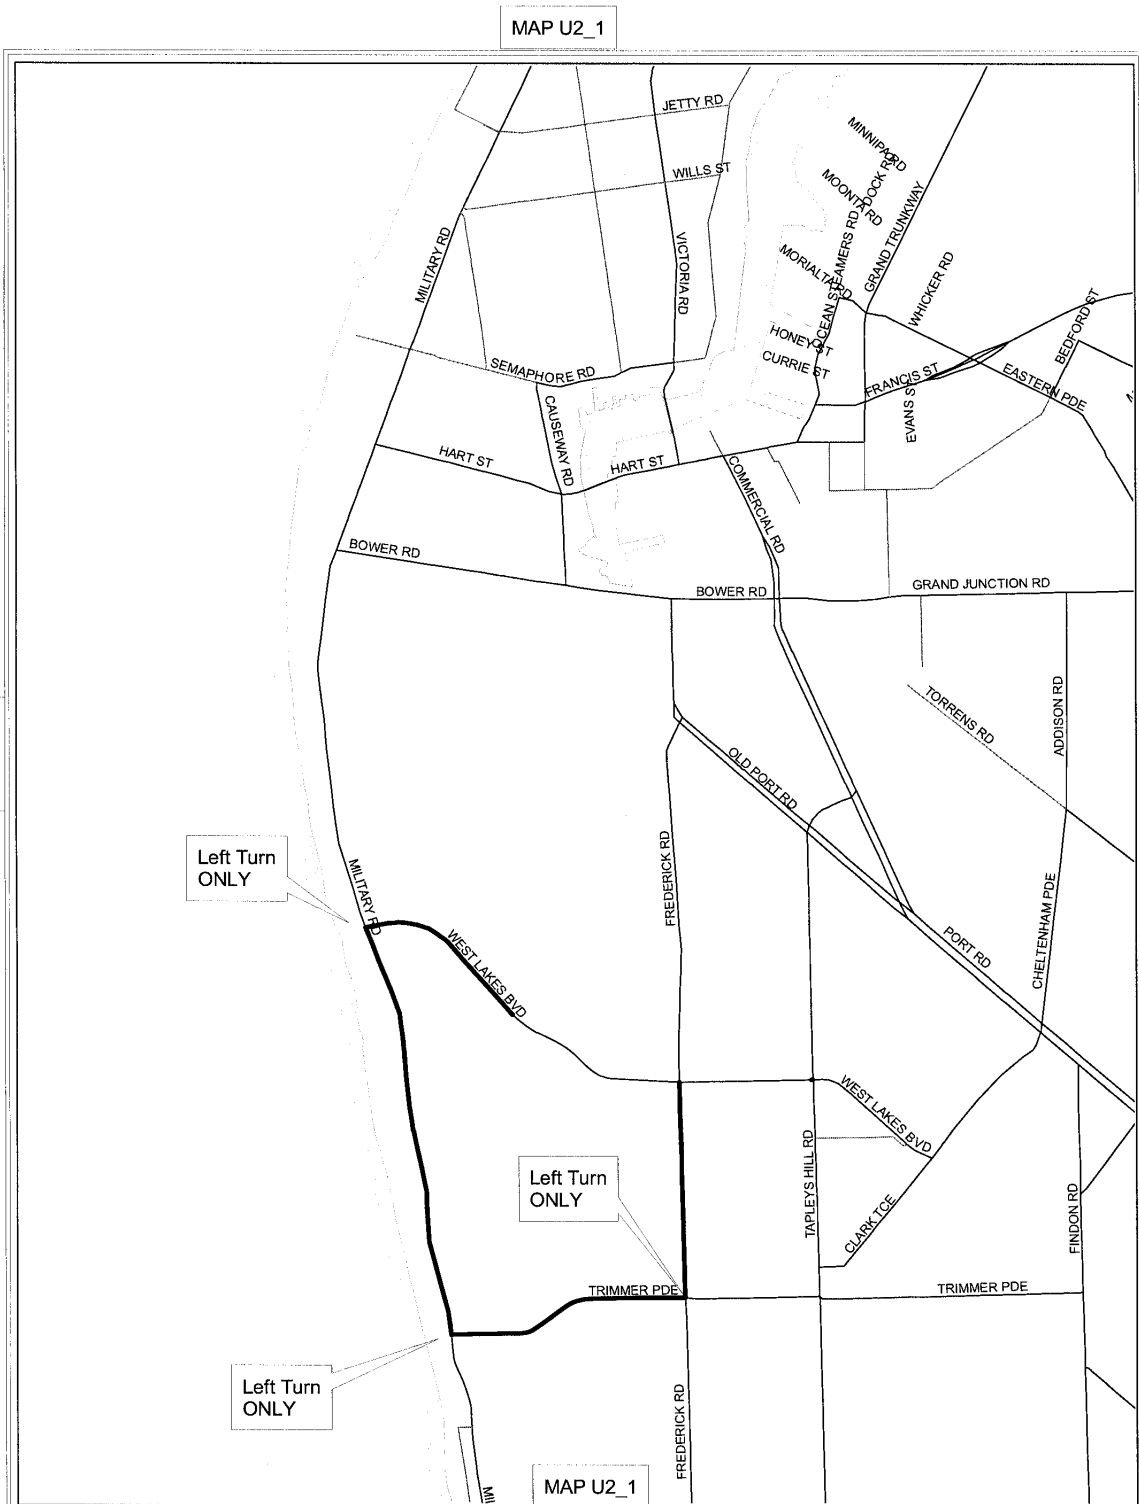 MAP U2_1
JETTY RD
MINNIPA RD
WILLS ST
DOCK RD
MOONTA RD
MILITARY RD
VICTORIA RD
OCEAN STEAMERS RD
GRAND TRUNKWAY
MORIALTA RD
WHICKER RD
BEDFORD ST
HONEY ST
CURRIE ST
SEMAPHORE RD
FRANCIS ST
EASTERN PDE
CAUSEWAY RD
EVANS ST
HART ST
HART ST
COMMERCIAL RD
BOWER RD
BOWER RD
GRAND JUNCTION RD
TORRENS RD
ADDISON RD
OLD PORT RD
Left Turn
ONLY
MILITARY RD
FREDERICK RD
CHELTENHAM PDE
PORT RD
WEST LAKES BVD
WEST LAKES BVD
TAPLEYS HILL RD
Left Turn
ONLY
CLARK TCE
FINDON RD
TRIMMER PDE
TRIMMER PDE
Left Turn
ONLY
FREDERICK RD
MAP U2_1